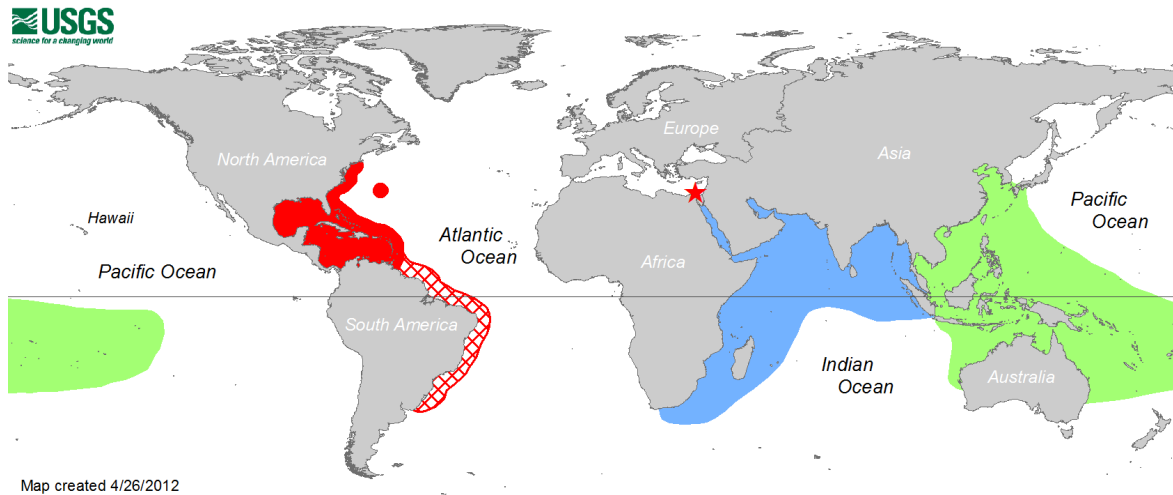 USGS
science for a changing world
Europe
North America
Asia
Hawaii
Pacific
Ocean
Atlantic
Ocean
Pacific Ocean
Africa
South America
Indian
Ocean
Australia
Map created 4/26/2012